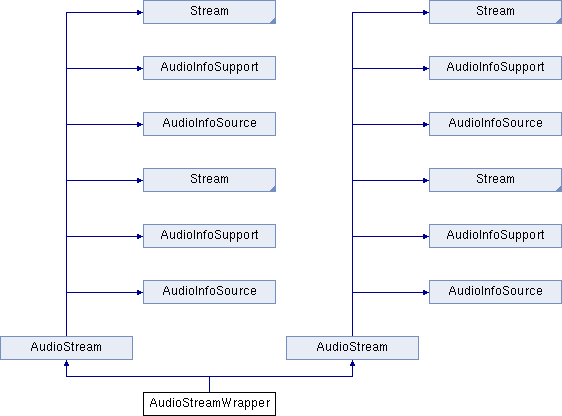 Stream
Stream
AudioInfoSupport
AudioInfoSupport
AudioInfoSource
AudioInfoSource
Stream
Stream
AudioInfoSupport
AudioInfoSupport
AudioInfoSource
AudioInfoSource
AudioStream
AudioStream
AudioStreamWrapper